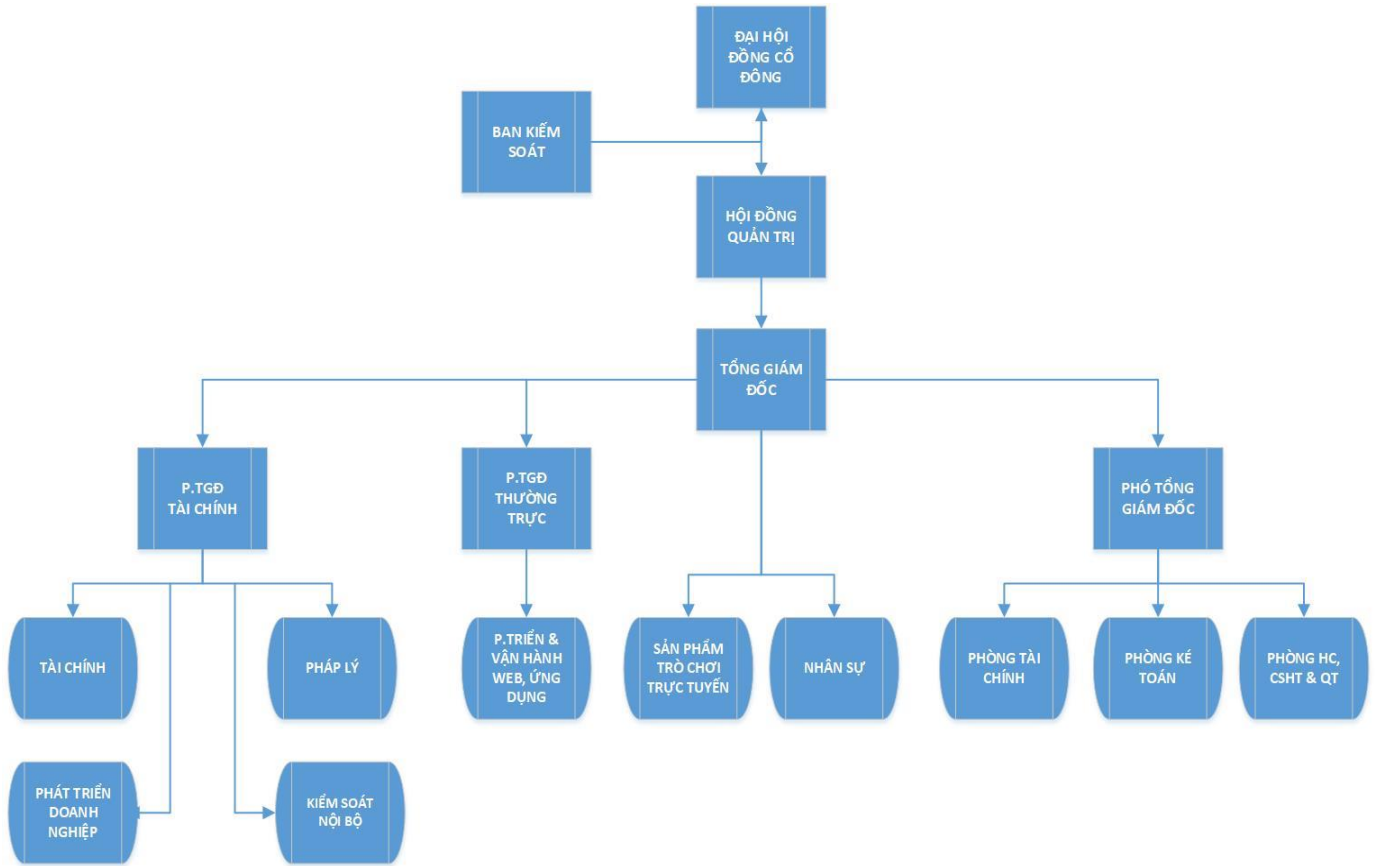 ĐẠI HỘI
ĐỒNG CỔ
ĐÔNG
BAN KIỂM
SOÁT
HỘI ĐỒNG
QUẢN TRỊ
TỔNG GIÁM
ĐỐC
P.TGĐ
TÀI CHÍNH
P.TGĐ
THƯỜNG
TRỰC
PHÓ TỔNG
GIÁM ĐỐC
TÀI CHÍNH
PHÁP LÝ
P.TRIỂN &
VẬN HÀNH
WEB, ỨNG
DỤNG
SẢN PHẨM
TRÒ CHƠI
TRỰC TUYẾN
NHÂN SỰ
PHÒNG TÀI
CHÍNH
PHÒNG KÉ
TOÁN
PHÒNG HC,
CSHT & QT
PHÁT TRIỂN
DOANH
NGHIỆP
KIỂM SOÁT
NỘI BỘ